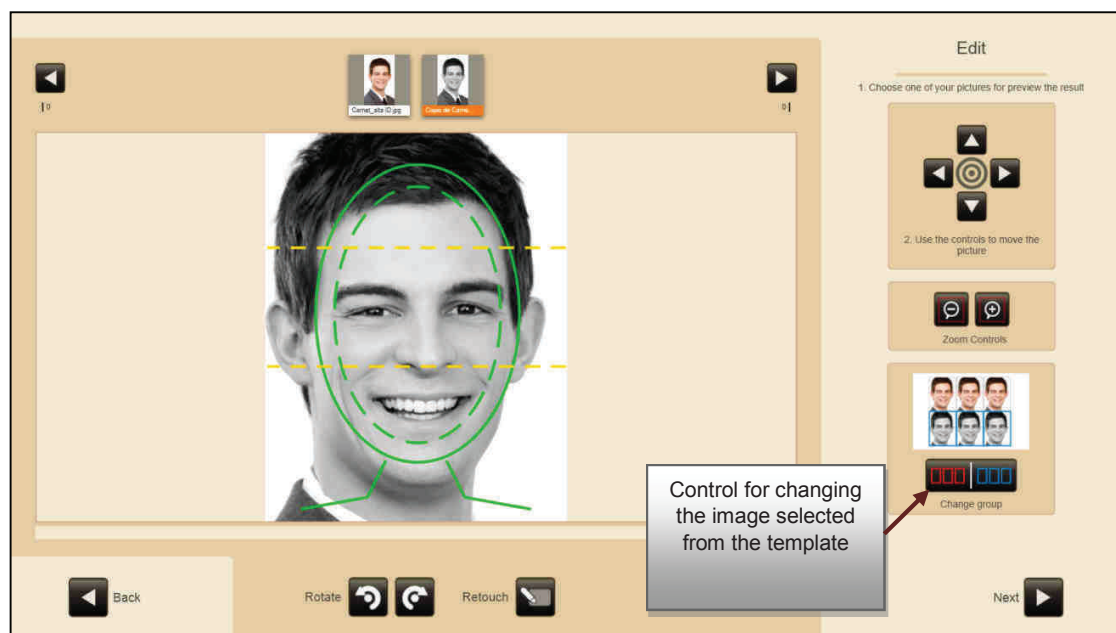 Edit
1. Choose one of your pictures for preview the result
0
0
Carnet_alta ID.jpg
Copia de Carne...
2. Use the controls to move the
picture
Zoom Controls
Change group
Control for changing
the image selected
from the template
Back
Rotate
Retouch
Next